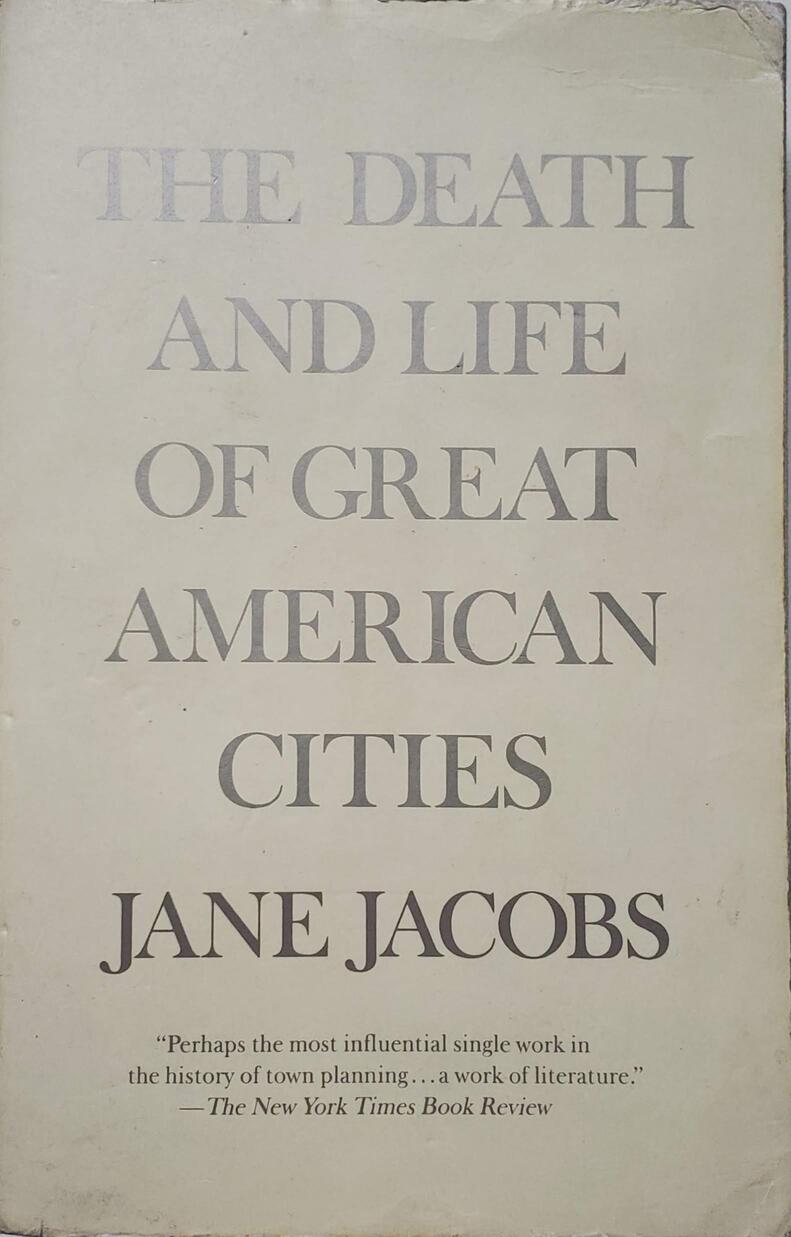 THE DEATH
AND LIFE
OF GREAT
AMERICAN
CITIES
JANE JACOBS
“Perhaps the most influential single work in
the history of town planning...a work of literature.”
—The New York Times Book Review